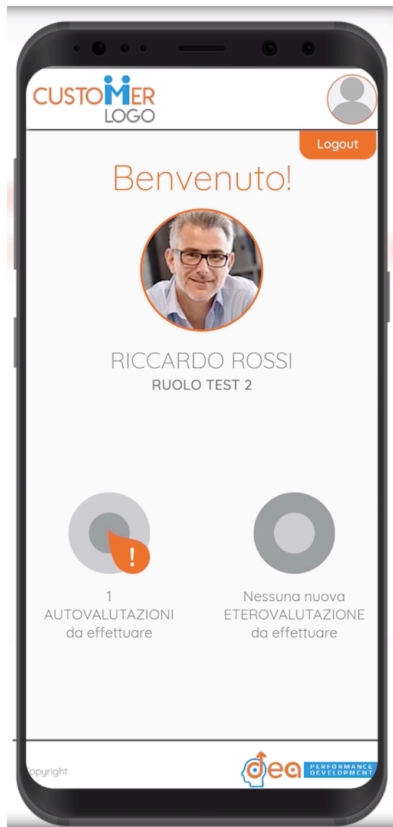 CUSTOMER
LOGO
Logout
Benvenuto!
RICCARDO ROSSI
RUOLO TEST 2
!
1
AUTOVALUTAZIONI
da effettuare
Nessuna nuova
ETEROVALUTAZIONE
da effettuare
opyright
idea PERFORMANCE
DEVELOPMENT